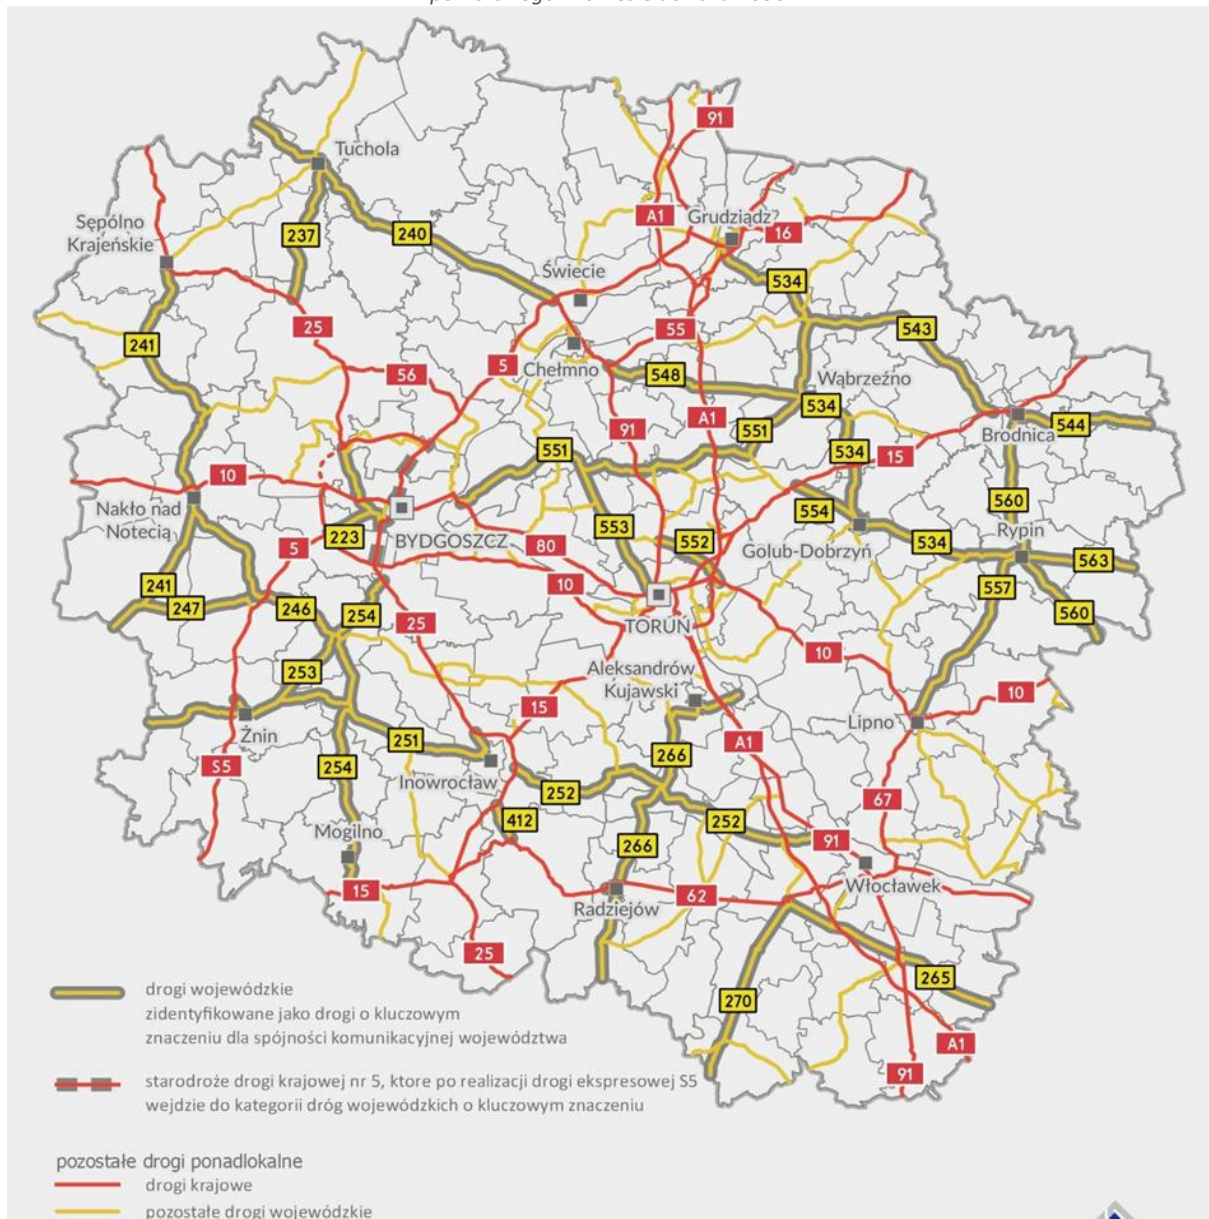 91
Tuchola
A1
Grudziądz
16
Sępólno
Krajeńskie
237
240
Świecie
534
25
55
543
241
5
Chełmno
548
Wąbrzeźno
56
534
91
A1
551
544
Brodnica
551
534
15
10
560
Nakło nad
Notecią
554
223
BYDGOSZCZ
553
552
Golub-Dobrzyń
534
Rypin
5
80
563
241
10
557
247
246
254
TORUŃ
560
25
10
Aleksandrów
Kujawski
253
15
10
Lipno
Żnin
251
A1
S5
254
Inowrocław
266
252
67
412
252
Mogilno
266
91
15
62
Włocławek
Radziejów
25
265
270
A1
91
drogi wojewódzkie
zidentyfikowane jako drogi o kluczowym
znaczeniu dla spójności komunikacyjnej województwa
starodroże drogi krajowej nr 5, ktore po realizacji drogi ekspresowej S5
wejdzie do kategorii dróg wojewódzkich o kluczowym znaczeniu
pozostałe drogi ponadlokalne
drogi krajowe
pozostałe drogi wojewódzkie